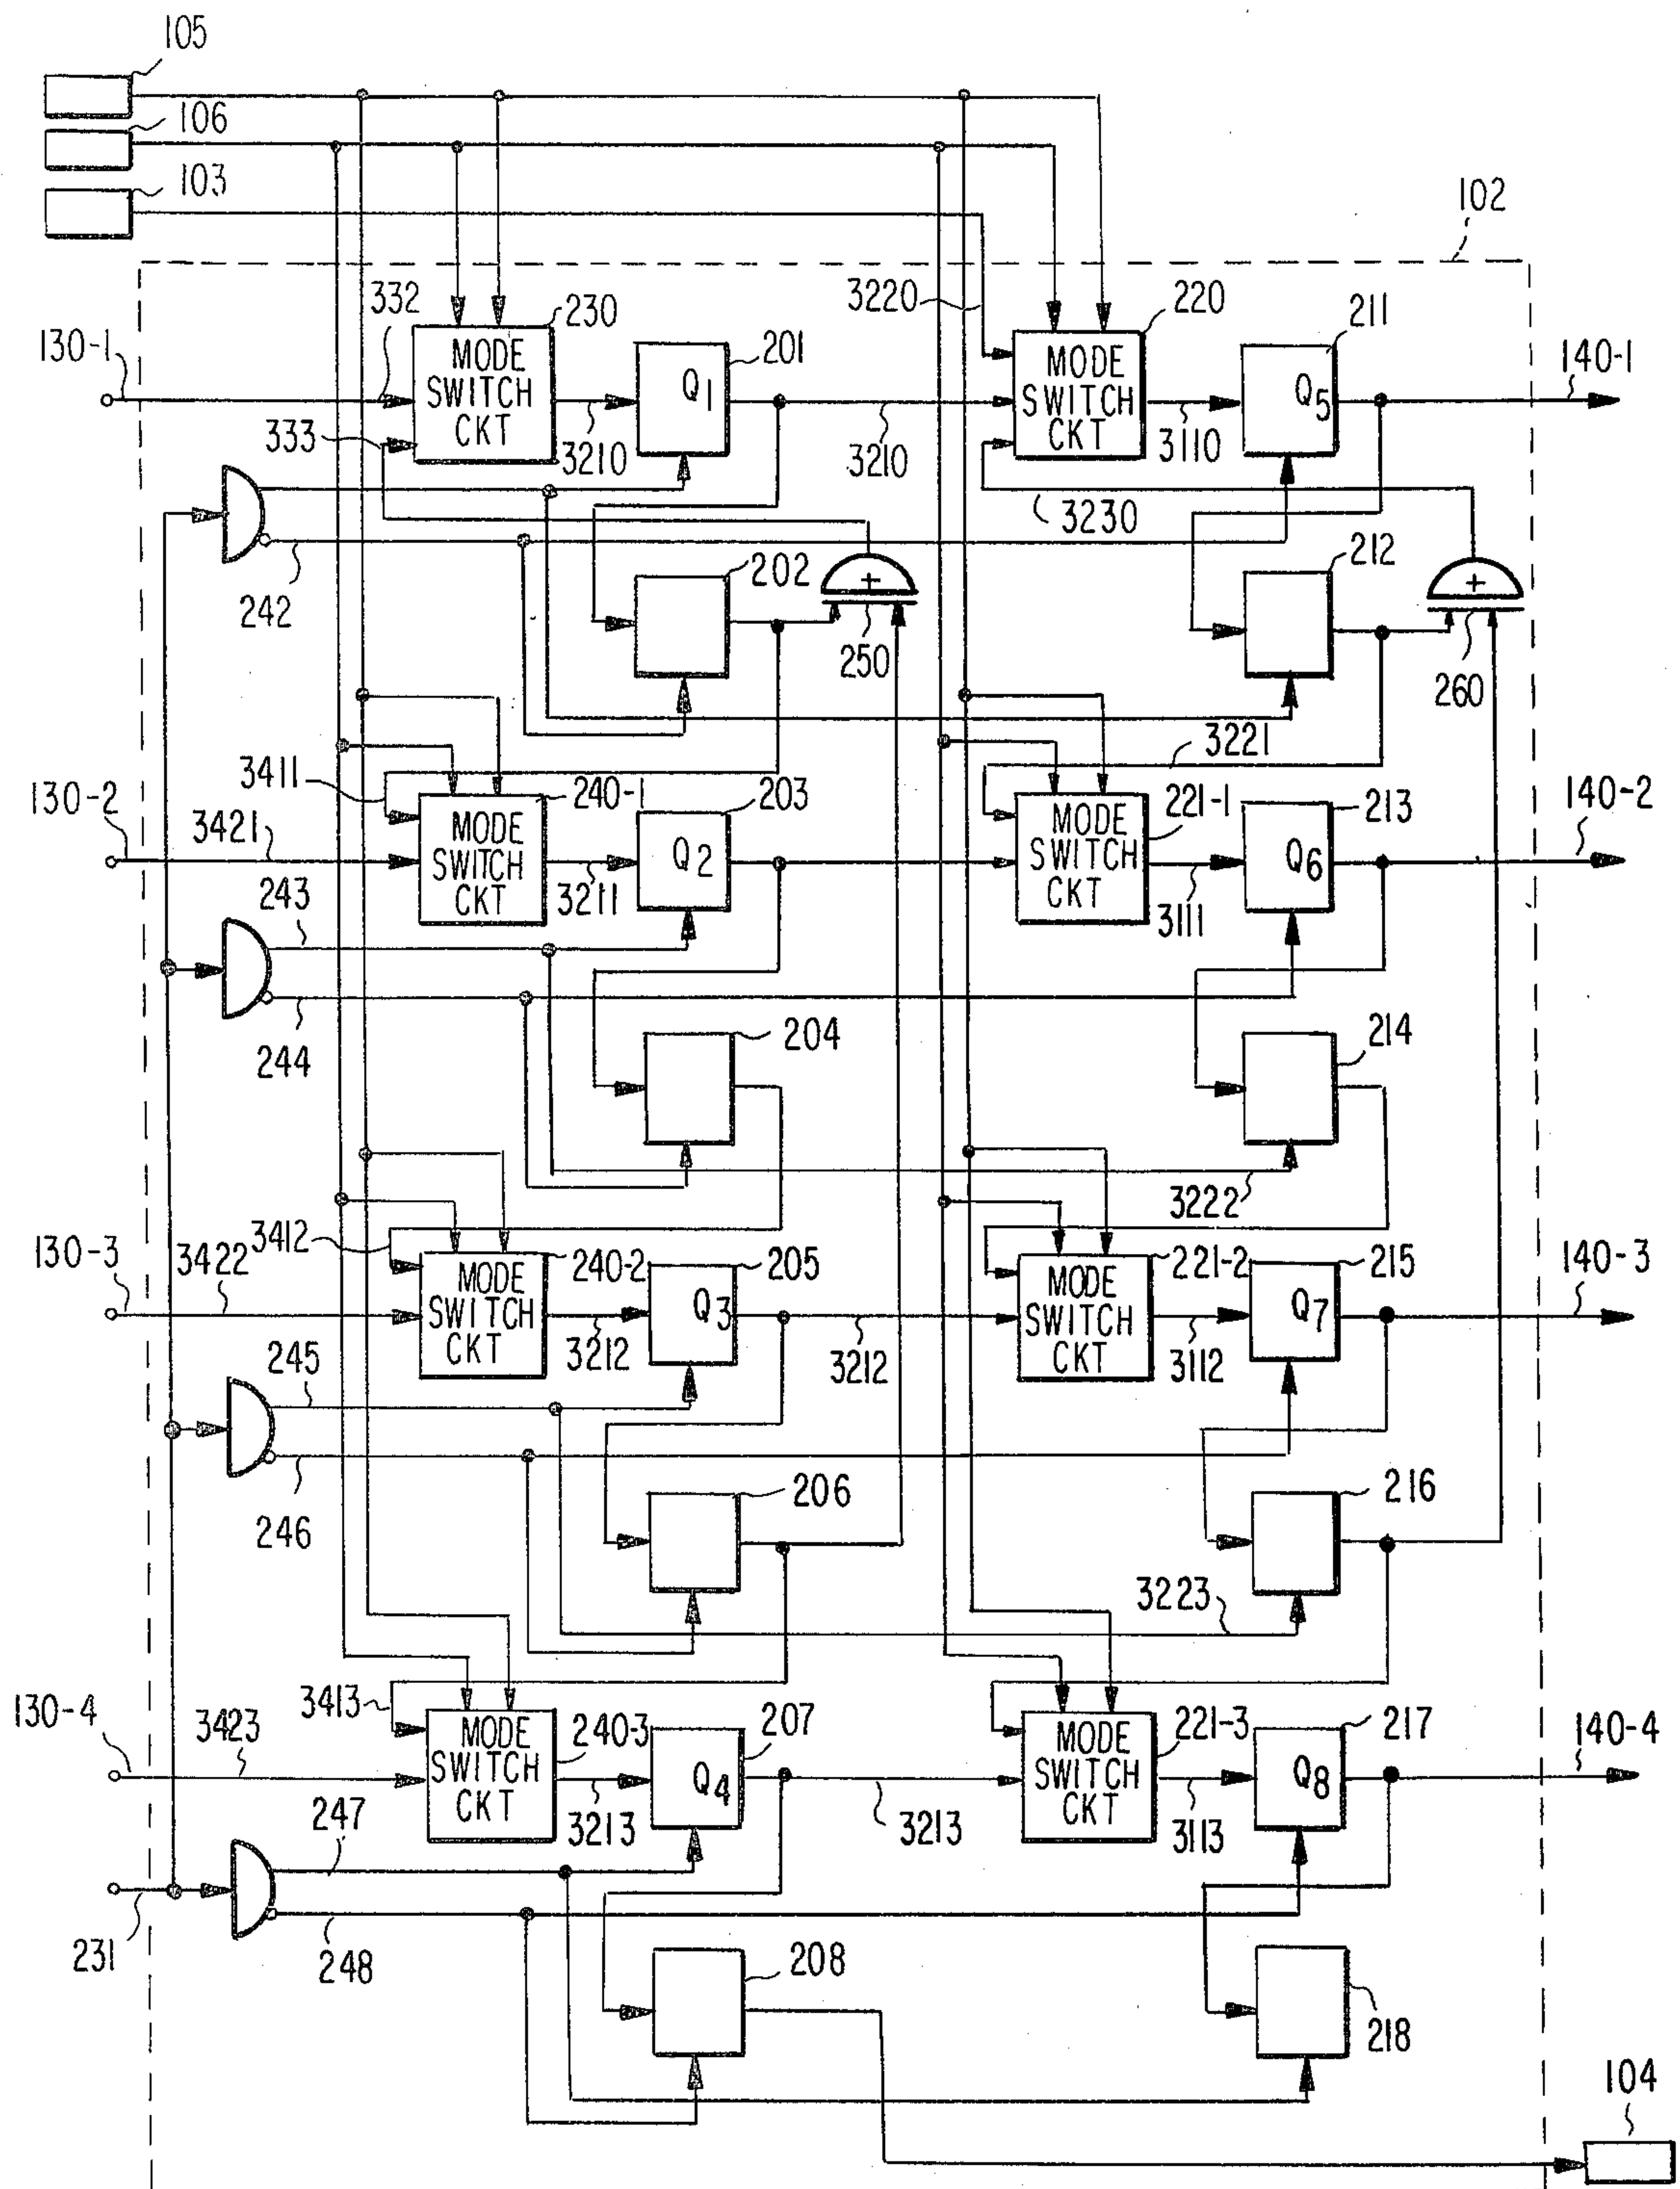 105
106
103
102
332
230
3220
220
211
130-1
MODE
SWITCH
CKT
201
Q1
MODE
SWITCH
CKT
Q5
140-1
333
3210
3210
3110
3230
242
202
+
250
212
+
260
3411
3221
130-2
3421
240-1
MODE
SWITCH
CKT
203
Q2
221-1
MODE
SWITCH
CKT
213
Q6
140-2
243
3211
3111
244
204
214
3222
3412
130-3
3422
240-2
MODE
SWITCH
CKT
205
Q3
221-2
MODE
SWITCH
CKT
215
Q7
140-3
245
3212
3212
3112
246
206
216
3223
3413
130-4
3423
240-3
MODE
SWITCH
CKT
207
Q4
221-3
MODE
SWITCH
CKT
217
Q8
140-4
247
3213
3213
3113
231
248
208
218
104